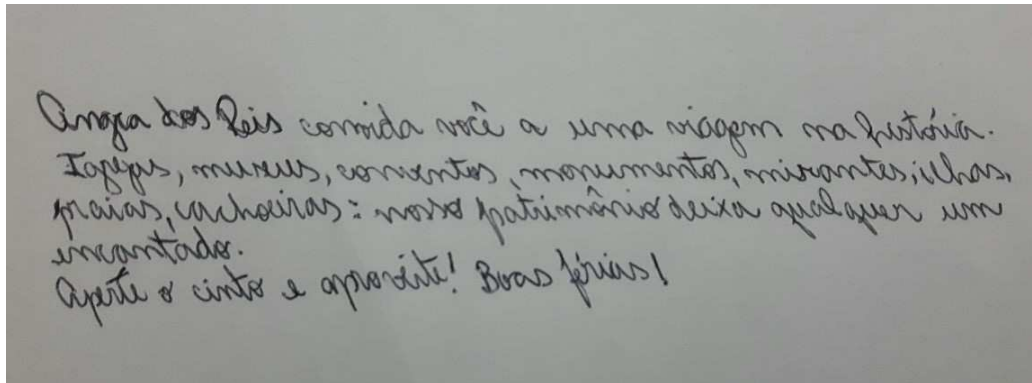 Angra dos Reis convida você a uma viagem na história.
Igrejas, museus, conventos, monumentos, mirantes, ilhas,
praias, cachoeiras: nosso patrimônio deixa qualquer um
encantado.
Aperte o cinto e aproveite! Boas férias!